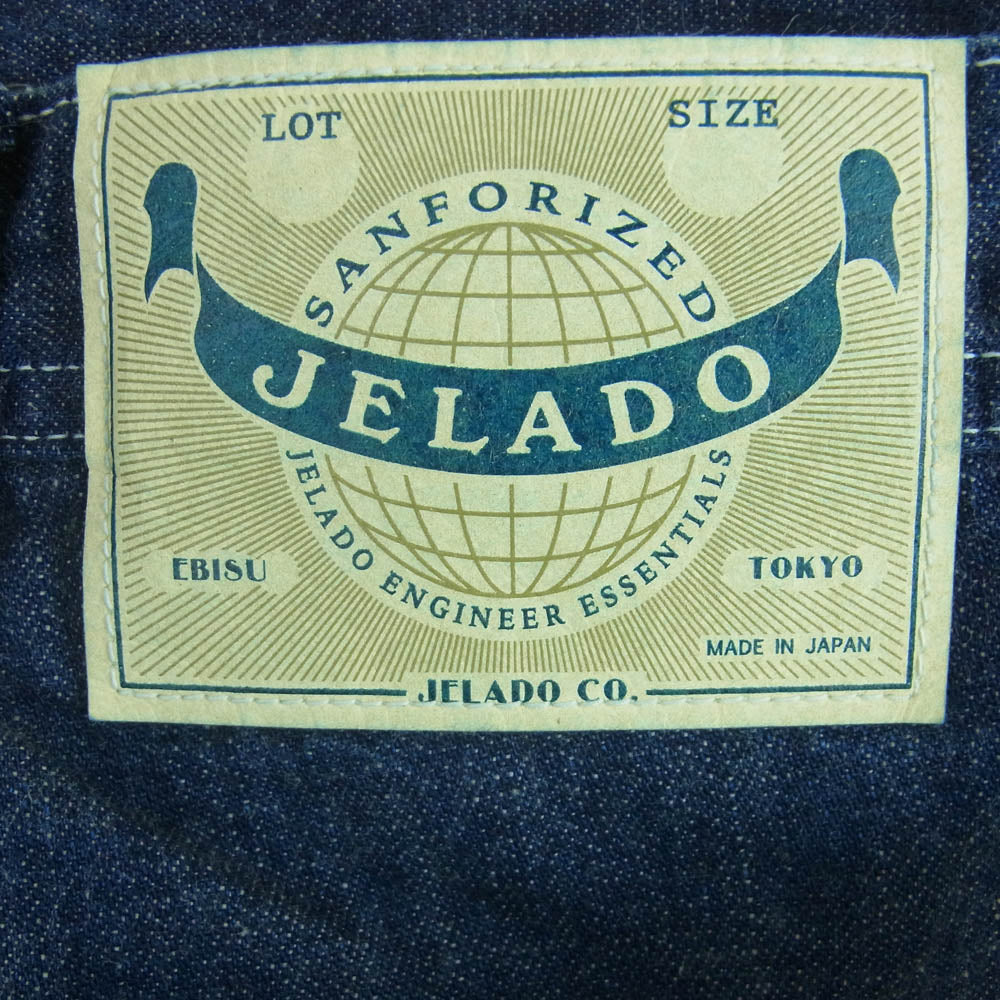 LOT
SIZE
SANFORIZED
JELADO
JELADO ENGINEER ESSENTIALS
EBISU
TOKYO
MADE IN JAPAN
JELADO CO.